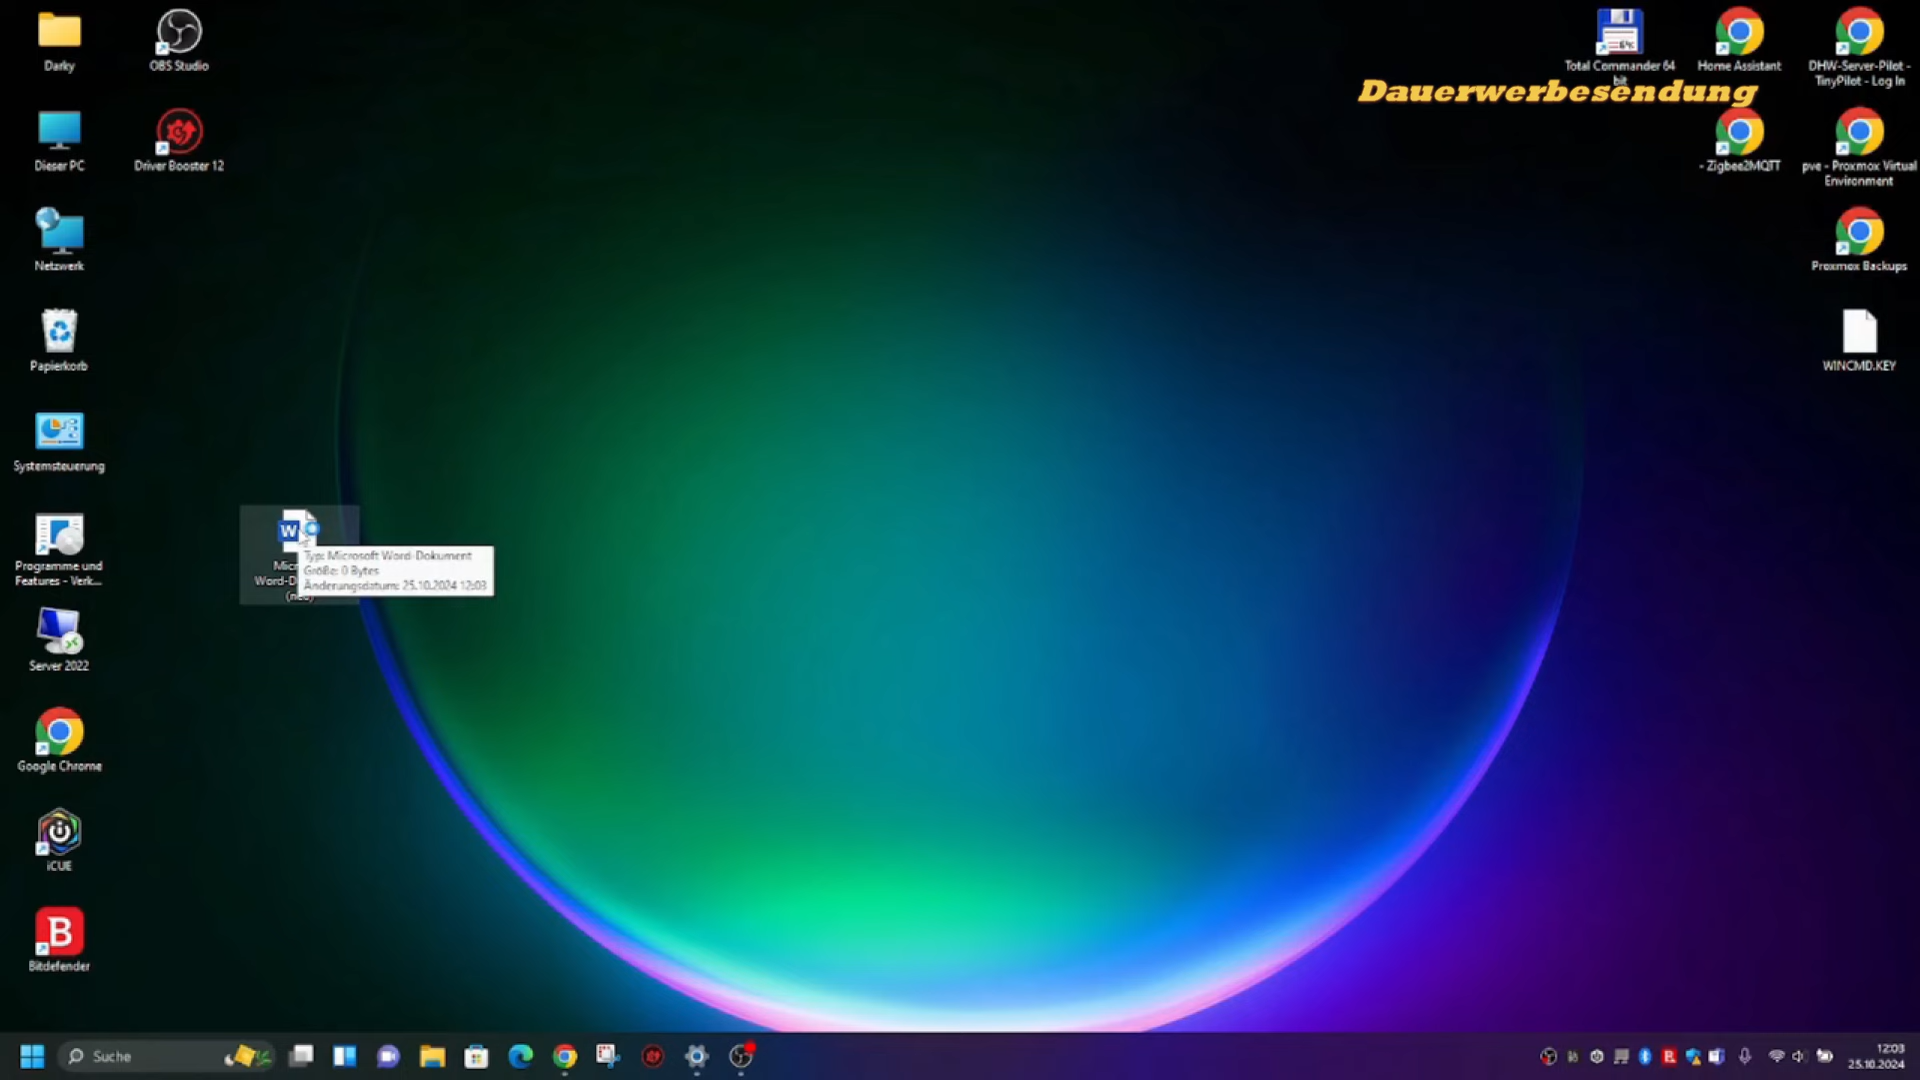 Darky
OBS Studio
Total Commander 64
bit
Home Assistant
DHW-Server-Pilot -
TinyPilot - Log In
Dauerwerbesendung
Dieser PC
Driver Booster 12
- Zigbee2MQTT
pve - Proxmox Virtual
Environment
Netzwerk
Proxmox Backups
Papierkorb
WINCMD.KEY
Systemsteuerung
W
Typ: Microsoft Word-Dokument
Größe: 0 Bytes
Änderungsdatum: 25.10.2024 12:03
Programme und
Features - Verk...
Server 2022
Google Chrome
iCUE
B
Bitdefender
Suche
12:03
25.10.2024